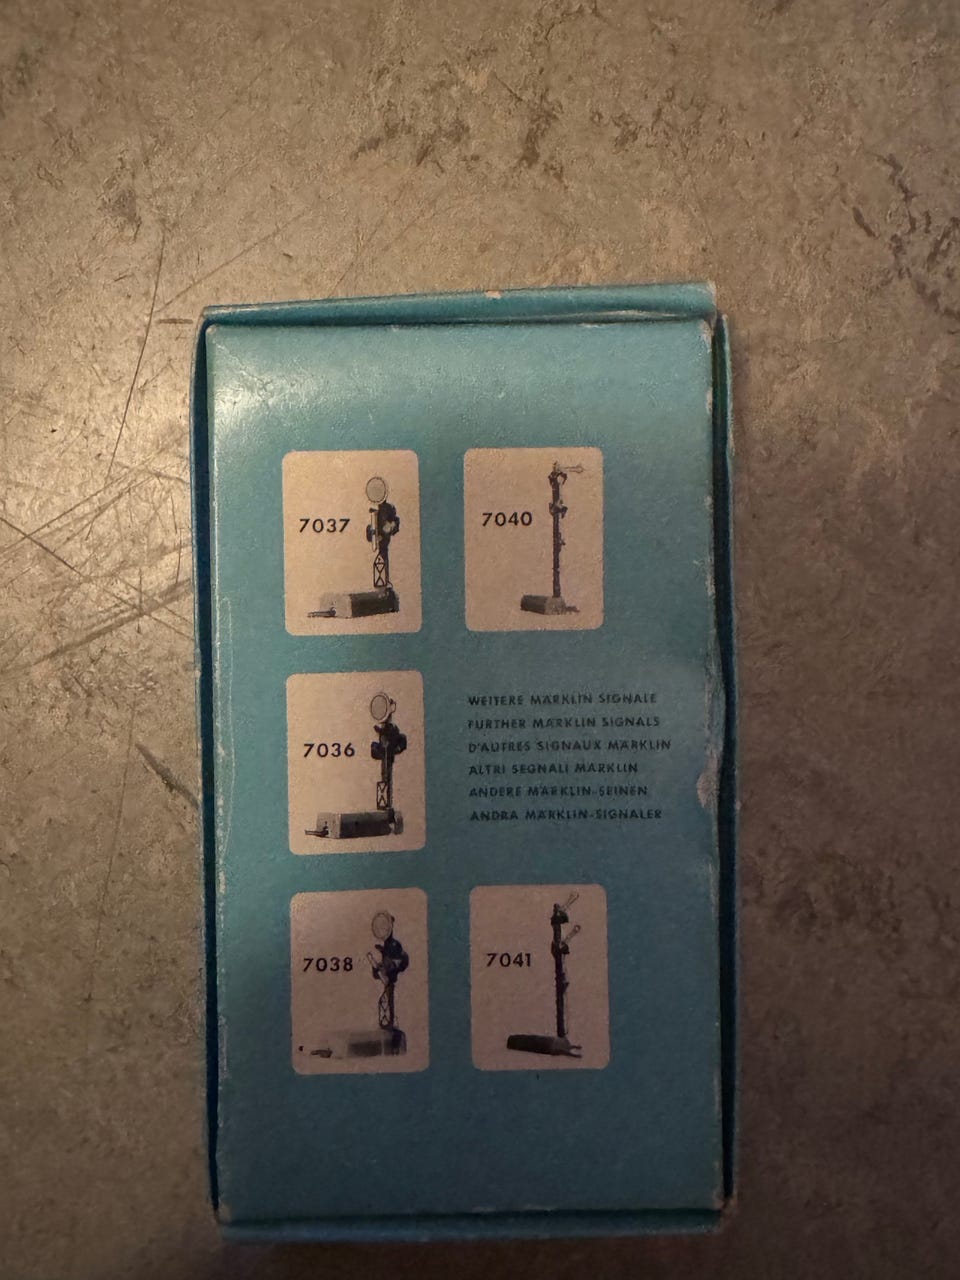 7037
7040
7036
WEITERE MÄRKLIN SIGNALE
FURTHER MÄRKLIN SIGNALS
D'AUTRES SIGNAUX MÄRKLIN
ALTRI SEGNALI MÄRKLIN
ANDERE MÄRKLIN-SEINEN
ANDRA MÄRKLIN-SIGNALER
7038
7041